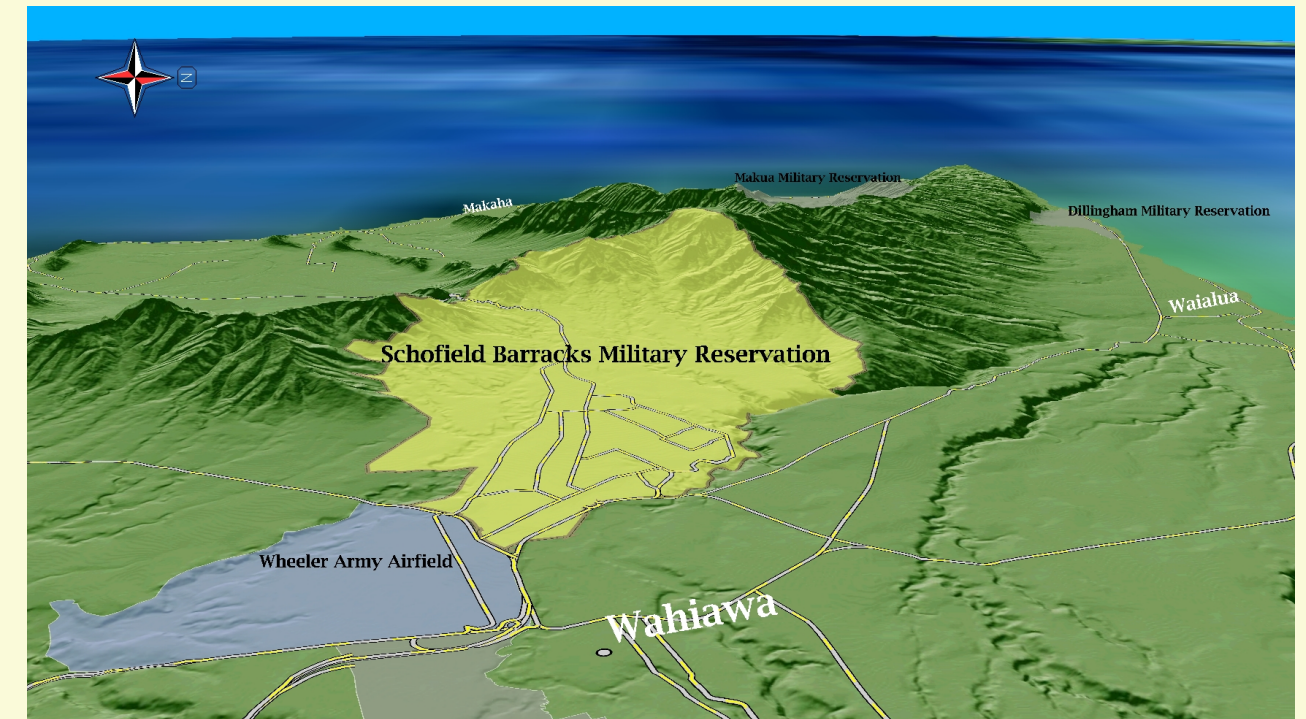 N
Makua Military Reservation
Makaha
Dillingham Military Reservation
Waialua
Schofield Barracks Military Reservation
Wheeler Army Airfield
Wahiawa